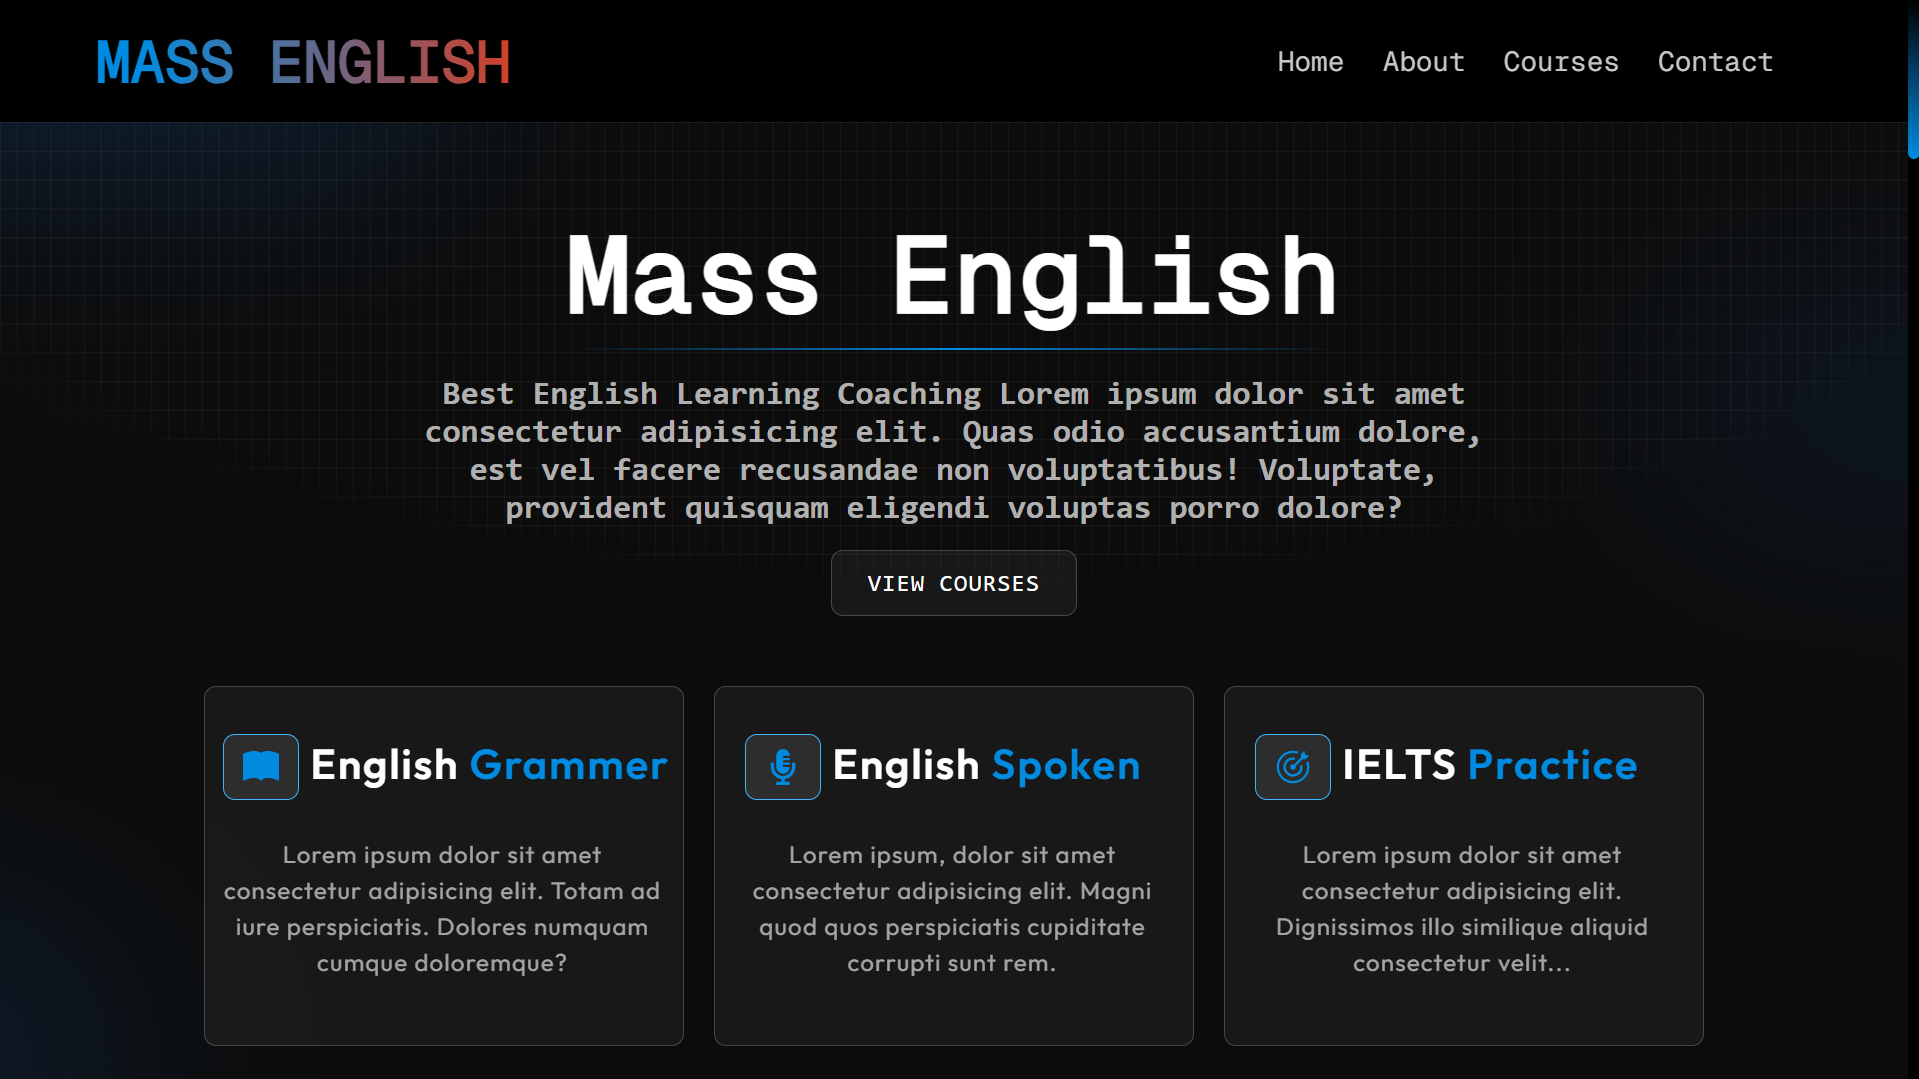 MASS ENGLISH
Home About Courses Contact
Mass English
Best English Learning Coaching Lorem ipsum dolor sit amet
consectetur adipisicing elit. Quas odio accusantium dolore,
est vel facere recusandae non voluptatibus! Voluptate,
provident quisquam eligendi voluptas porro dolore?
VIEW COURSES
English Grammer
Lorem ipsum dolor sit amet
consectetur adipisicing elit. Totam ad
iure perspiciatis. Dolores numquam
cumque doloremque?
English Spoken
Lorem ipsum, dolor sit amet
consectetur adipisicing elit. Magni
quod quos perspiciatis cupiditate
corrupti sunt rem.
IELTS Practice
Lorem ipsum dolor sit amet
consectetur adipisicing elit.
Dignissimos illo similique aliquid
consectetur velit...